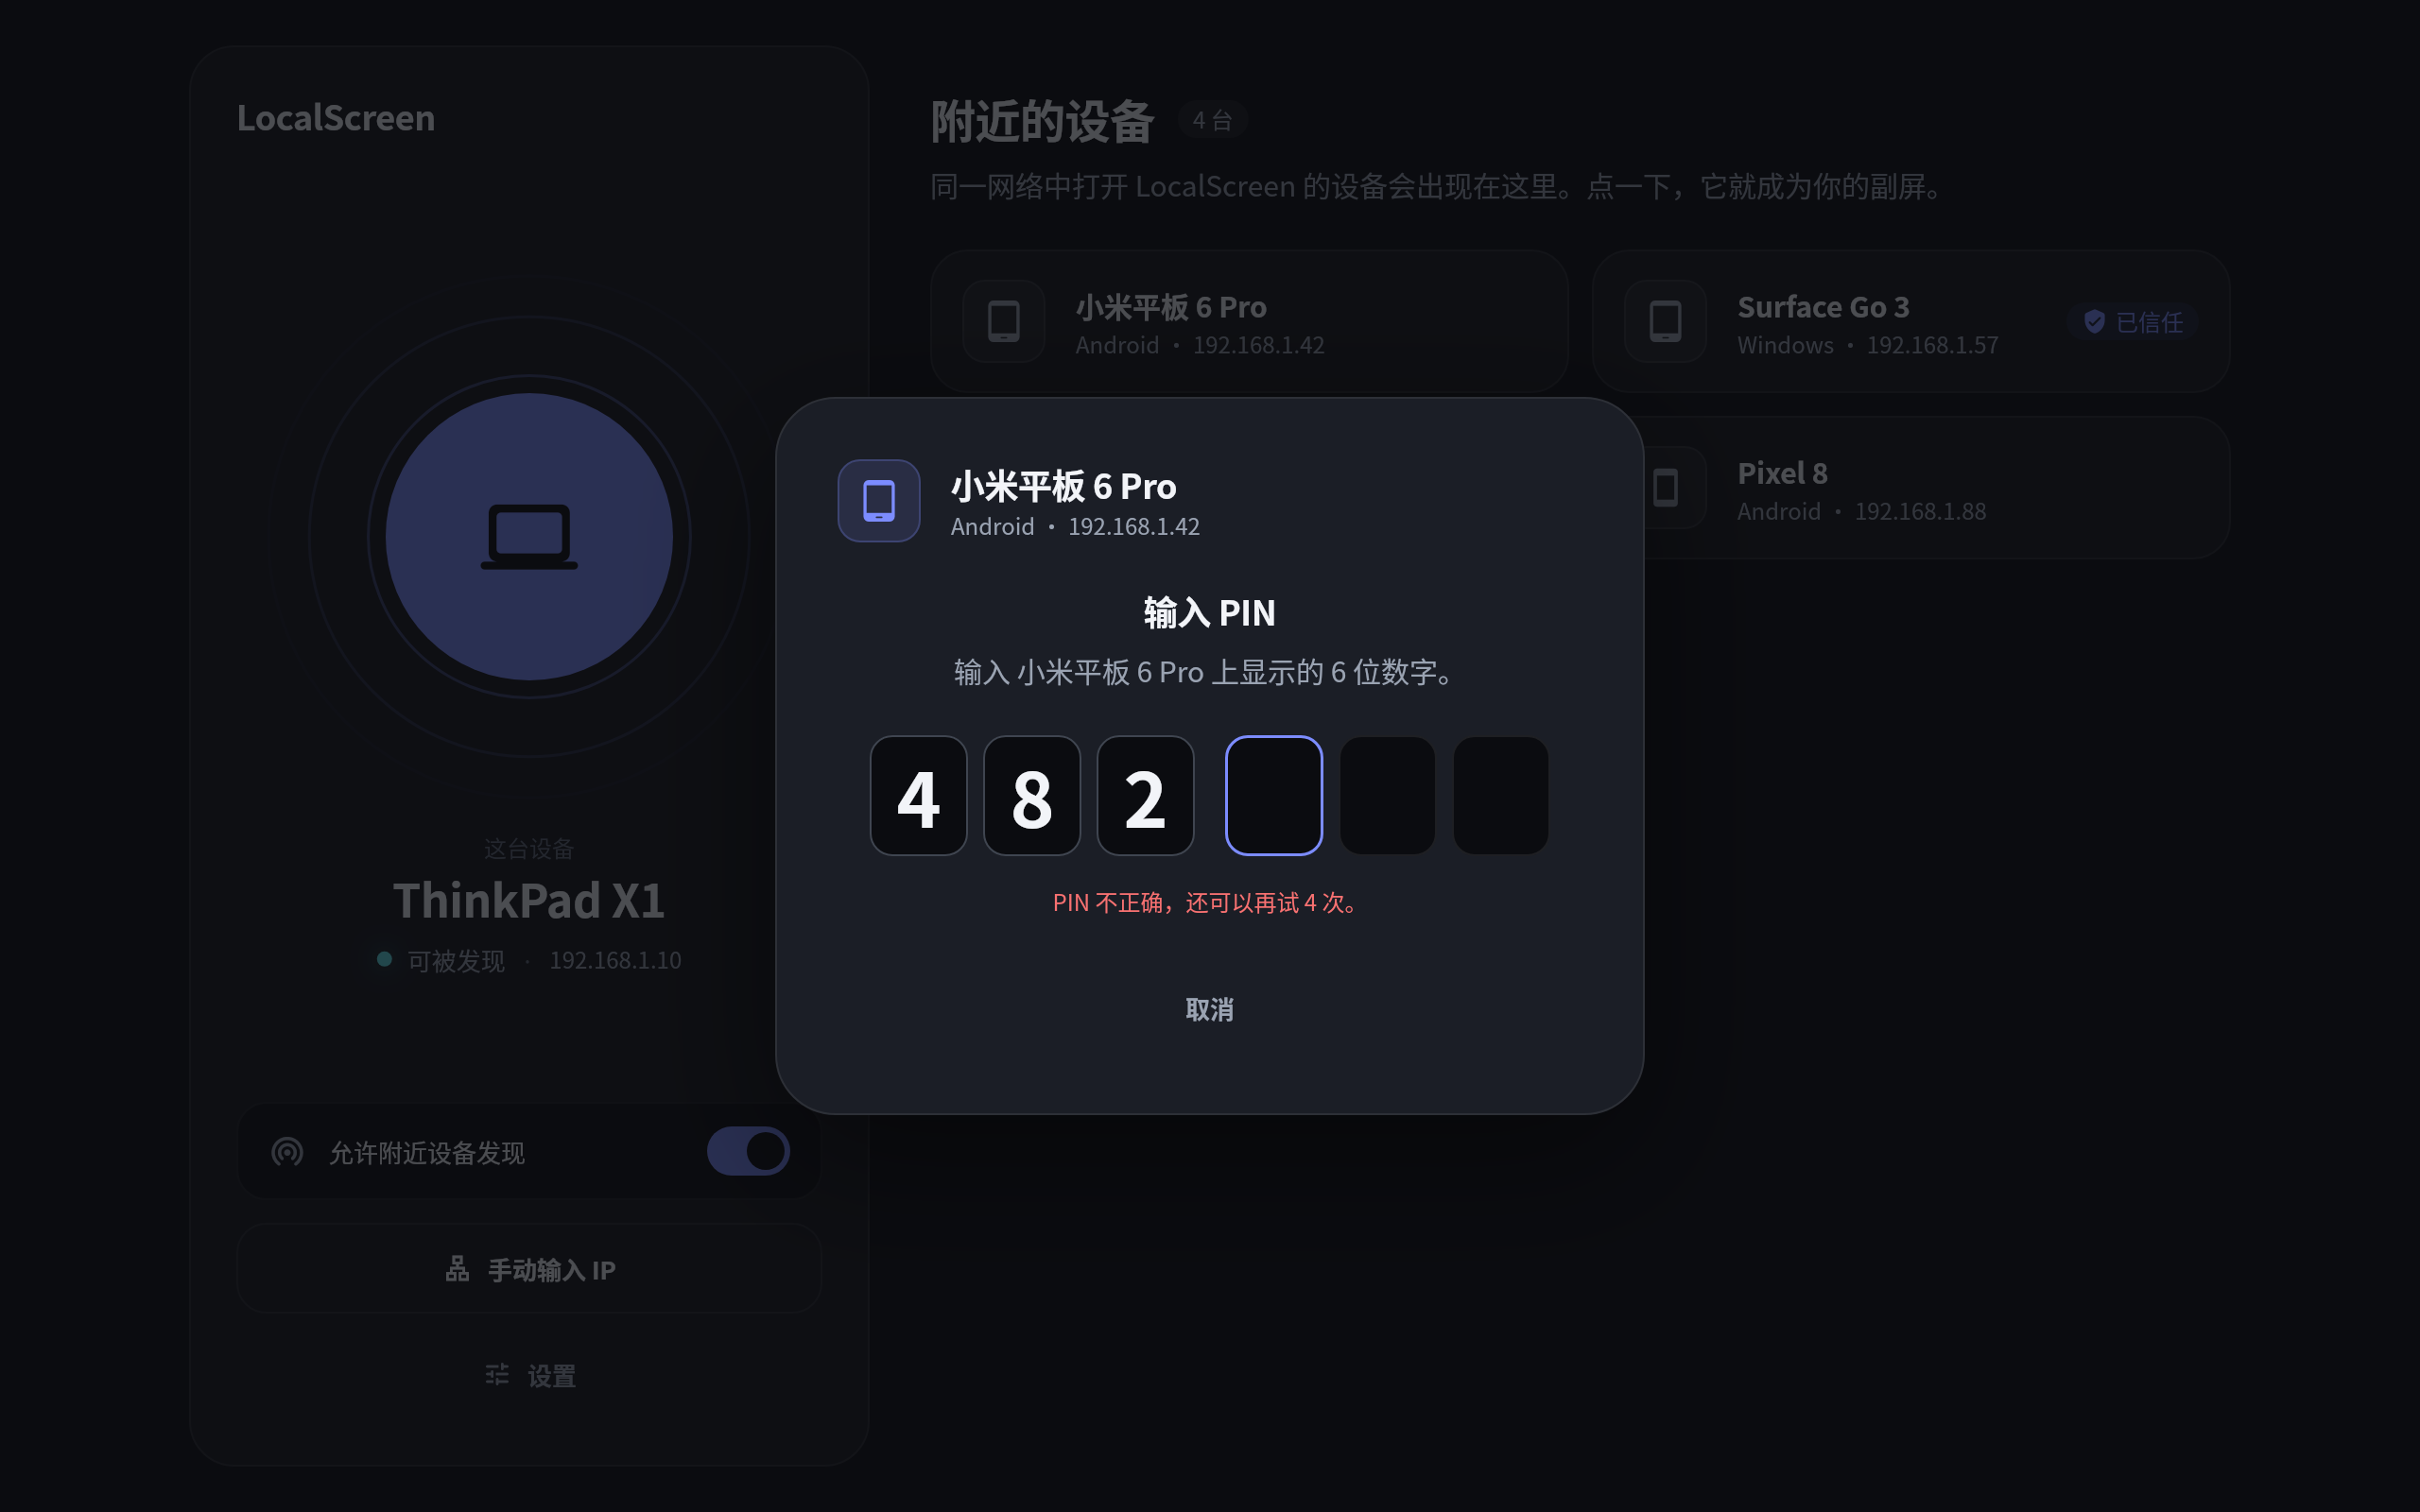 LocalScreen
这台设备
ThinkPad X1
可被发现 · 192.168.1.10
允许附近设备发现
手动输入 IP
设置
附近的设备 4 台
同一网络中打开 LocalScreen 的设备会出现在这里。点一下，它就成为你的副屏。
小米平板 6 Pro
Android • 192.168.1.42
Surface Go 3
Windows • 192.168.1.57
已信任
Pixel 8
Android • 192.168.1.88
小米平板 6 Pro
Android • 192.168.1.42
输入 PIN
输入 小米平板 6 Pro 上显示的 6 位数字。
4 8 2
PIN 不正确，还可以再试 4 次。
取消